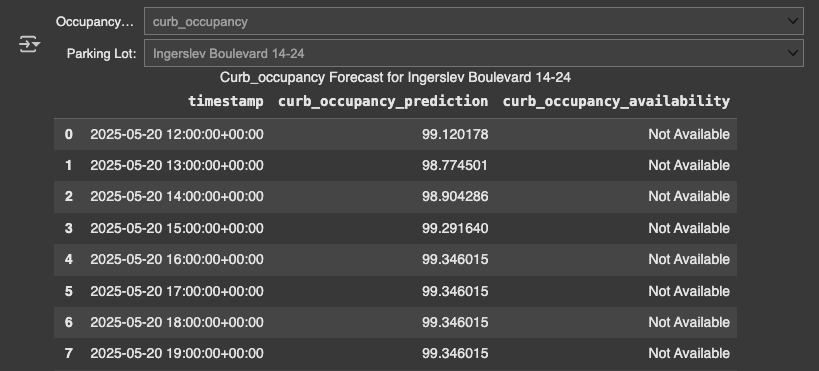 Occupancy... curb_occupancy
Parking Lot: Ingerslev Boulevard 14-24
Curb_occupancy Forecast for Ingerslev Boulevard 14-24
timestamp curb_occupancy_prediction curb_occupancy_availability
0 2025-05-20 12:00:00+00:00 99.120178 Not Available
1 2025-05-20 13:00:00+00:00 98.774501 Not Available
2 2025-05-20 14:00:00+00:00 98.904286 Not Available
3 2025-05-20 15:00:00+00:00 99.291640 Not Available
4 2025-05-20 16:00:00+00:00 99.346015 Not Available
5 2025-05-20 17:00:00+00:00 99.346015 Not Available
6 2025-05-20 18:00:00+00:00 99.346015 Not Available
7 2025-05-20 19:00:00+00:00 99.346015 Not Available